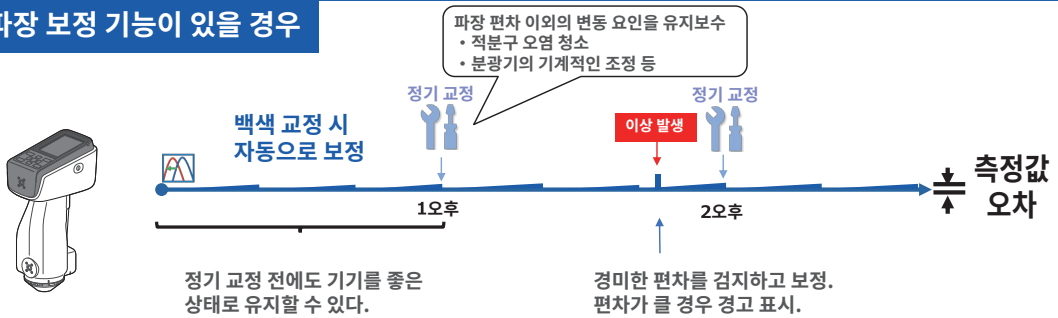 파장 보정 기능이 있을 경우
파장 편차 이외의 변동 요인을 유지보수
・적분구 오염 청소
・분광기의 기계적인 조정 등
정기 교정
정기 교정
백색 교정 시
자동으로 보정
이상 발생
측정값
오차
1오후
2오후
정기 교정 전에도 기기를 좋은
상태로 유지할 수 있다.
경미한 편차를 검지하고 보정.
편차가 클 경우 경고 표시.